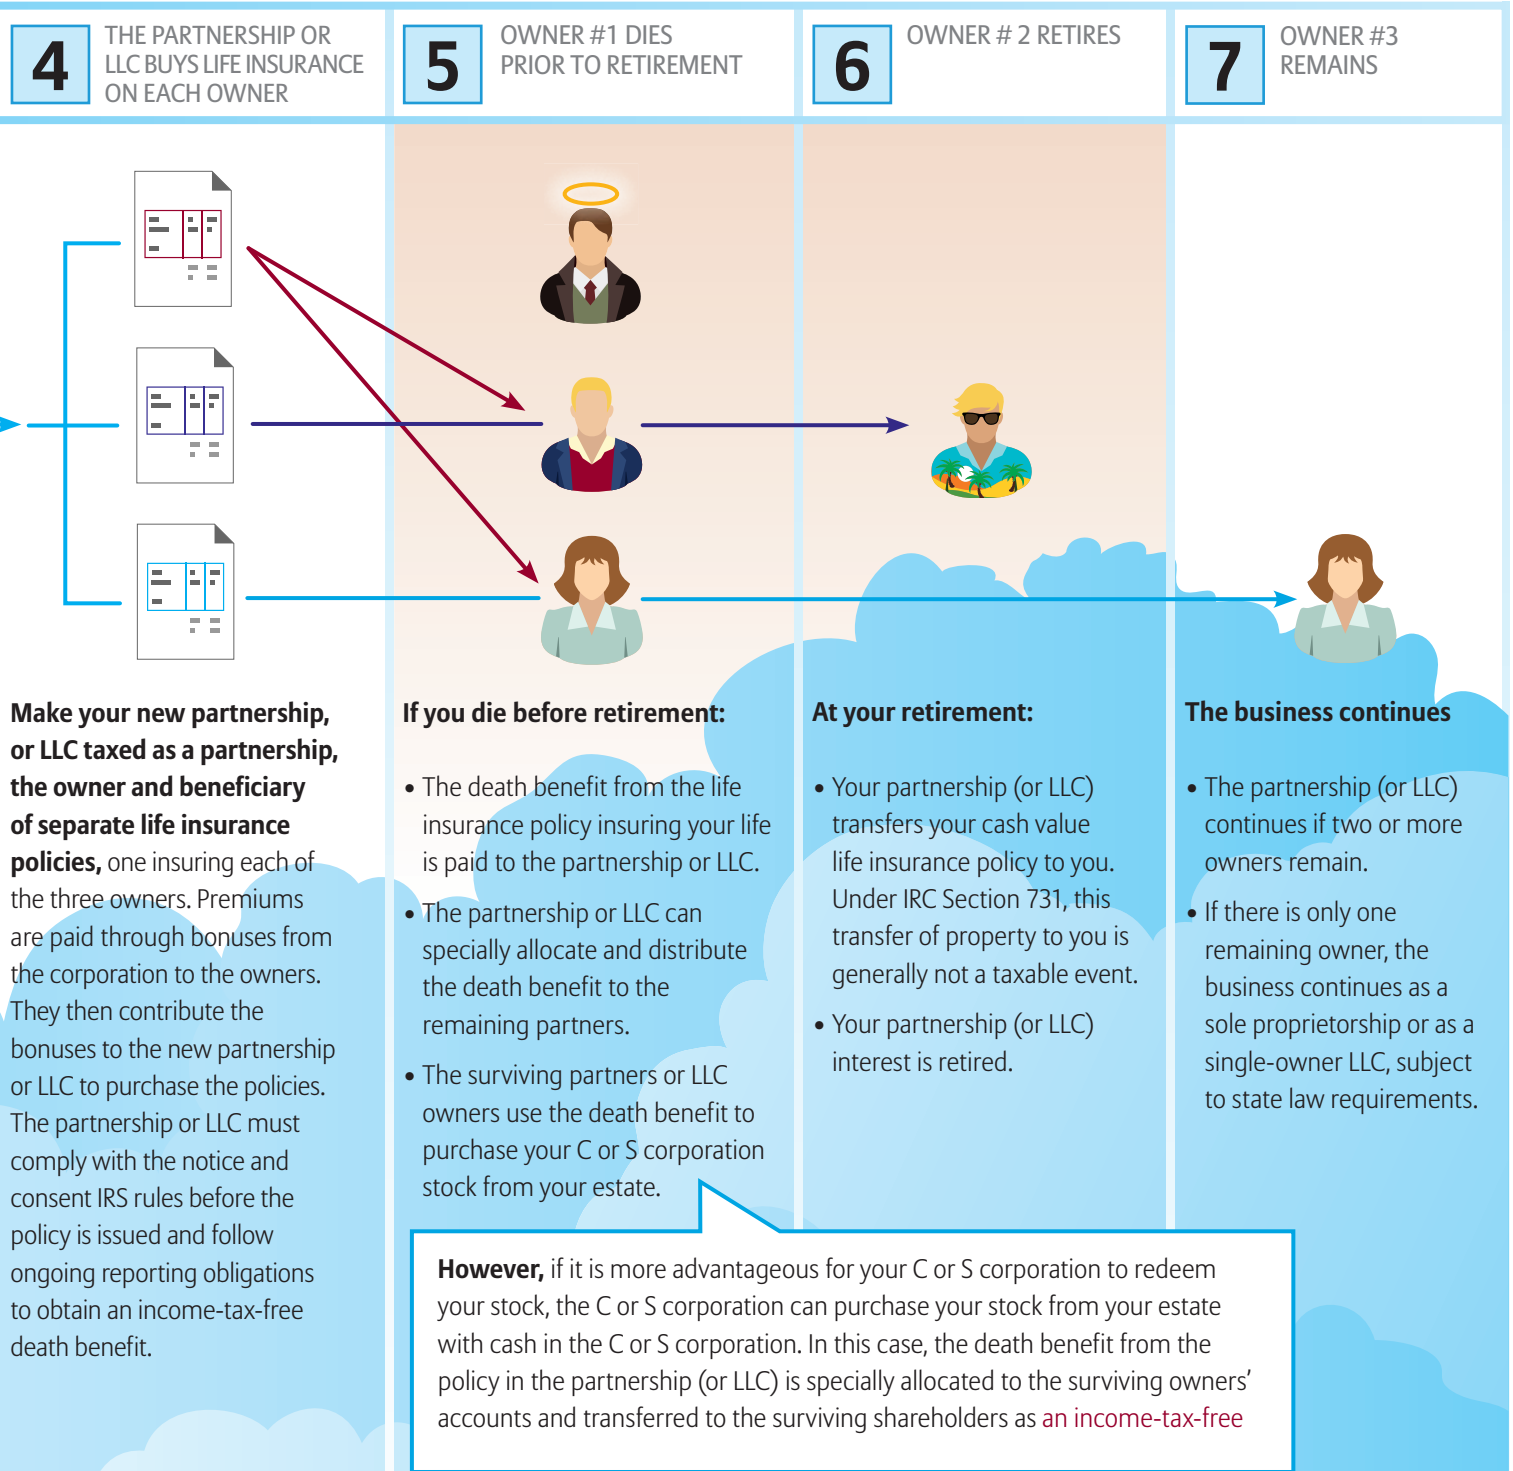 4
THE PARTNERSHIP OR
LLC BUYS LIFE INSURANCE
ON EACH OWNER
5
OWNER #1 DIES
PRIOR TO RETIREMENT
6
OWNER # 2 RETIRES
7
OWNER #3
REMAINS
Make your new partnership,
or LLC taxed as a partnership,
the owner and beneficiary
of separate life insurance
policies, one insuring each of
the three owners. Premiums
are paid through bonuses from
the corporation to the owners.
They then contribute the
bonuses to the new partnership
or LLC to purchase the policies.
The partnership or LLC must
comply with the notice and
consent IRS rules before the
policy is issued and follow
ongoing reporting obligations
to obtain an income-tax-free
death benefit.
If you die before retirement:
• The death benefit from the life
insurance policy insuring your life
is paid to the partnership or LLC.
• The partnership or LLC can
specially allocate and distribute
the death benefit to the
remaining partners.
• The surviving partners or LLC
owners use the death benefit to
purchase your C or S corporation
stock from your estate.
At your retirement:
• Your partnership (or LLC)
transfers your cash value
life insurance policy to you.
Under IRC Section 731, this
transfer of property to you is
generally not a taxable event.
• Your partnership (or LLC)
interest is retired.
The business continues
• The partnership (or LLC)
continues if two or more
owners remain.
• If there is only one
remaining owner, the
business continues as a
sole proprietorship or as a
single-owner LLC, subject
to state law requirements.
However, if it is more advantageous for your C or S corporation to redeem
your stock, the C or S corporation can purchase your stock from your estate
with cash in the C or S corporation. In this case, the death benefit from the
policy in the partnership (or LLC) is specially allocated to the surviving owners’
accounts and transferred to the surviving shareholders as an income-tax-free